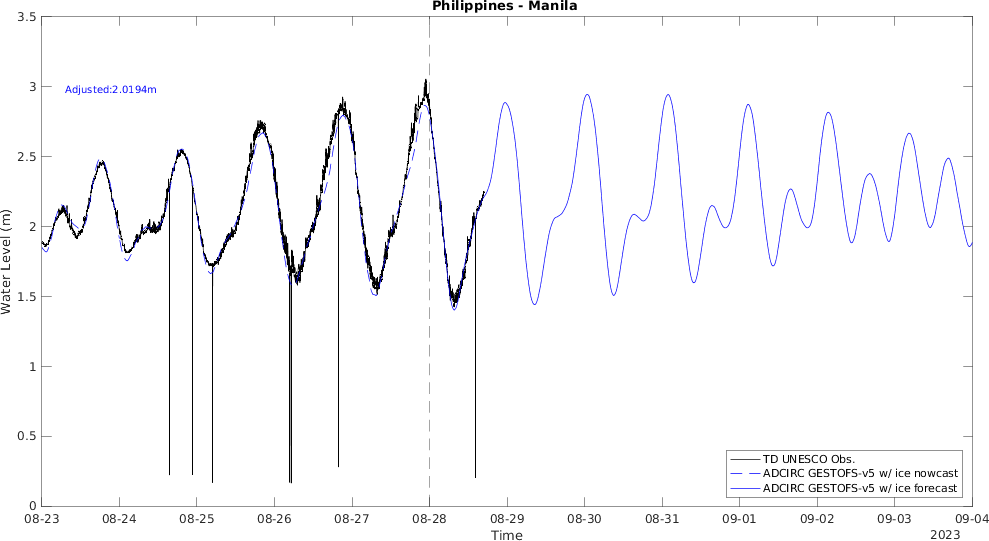 Philippines - Manila
3.5
3
2.5
2
1.5
1
0.5
0
Water Level (m)
Adjusted:2.0194m
TD UNESCO Obs.
ADCIRC GESTOFS-v5 w/ ice nowcast
ADCIRC GESTOFS-v5 w/ ice forecast
08-23 08-24 08-25 08-26 08-27 08-28 08-29 08-30 08-31 09-01 09-02 09-03 09-04
Time
2023